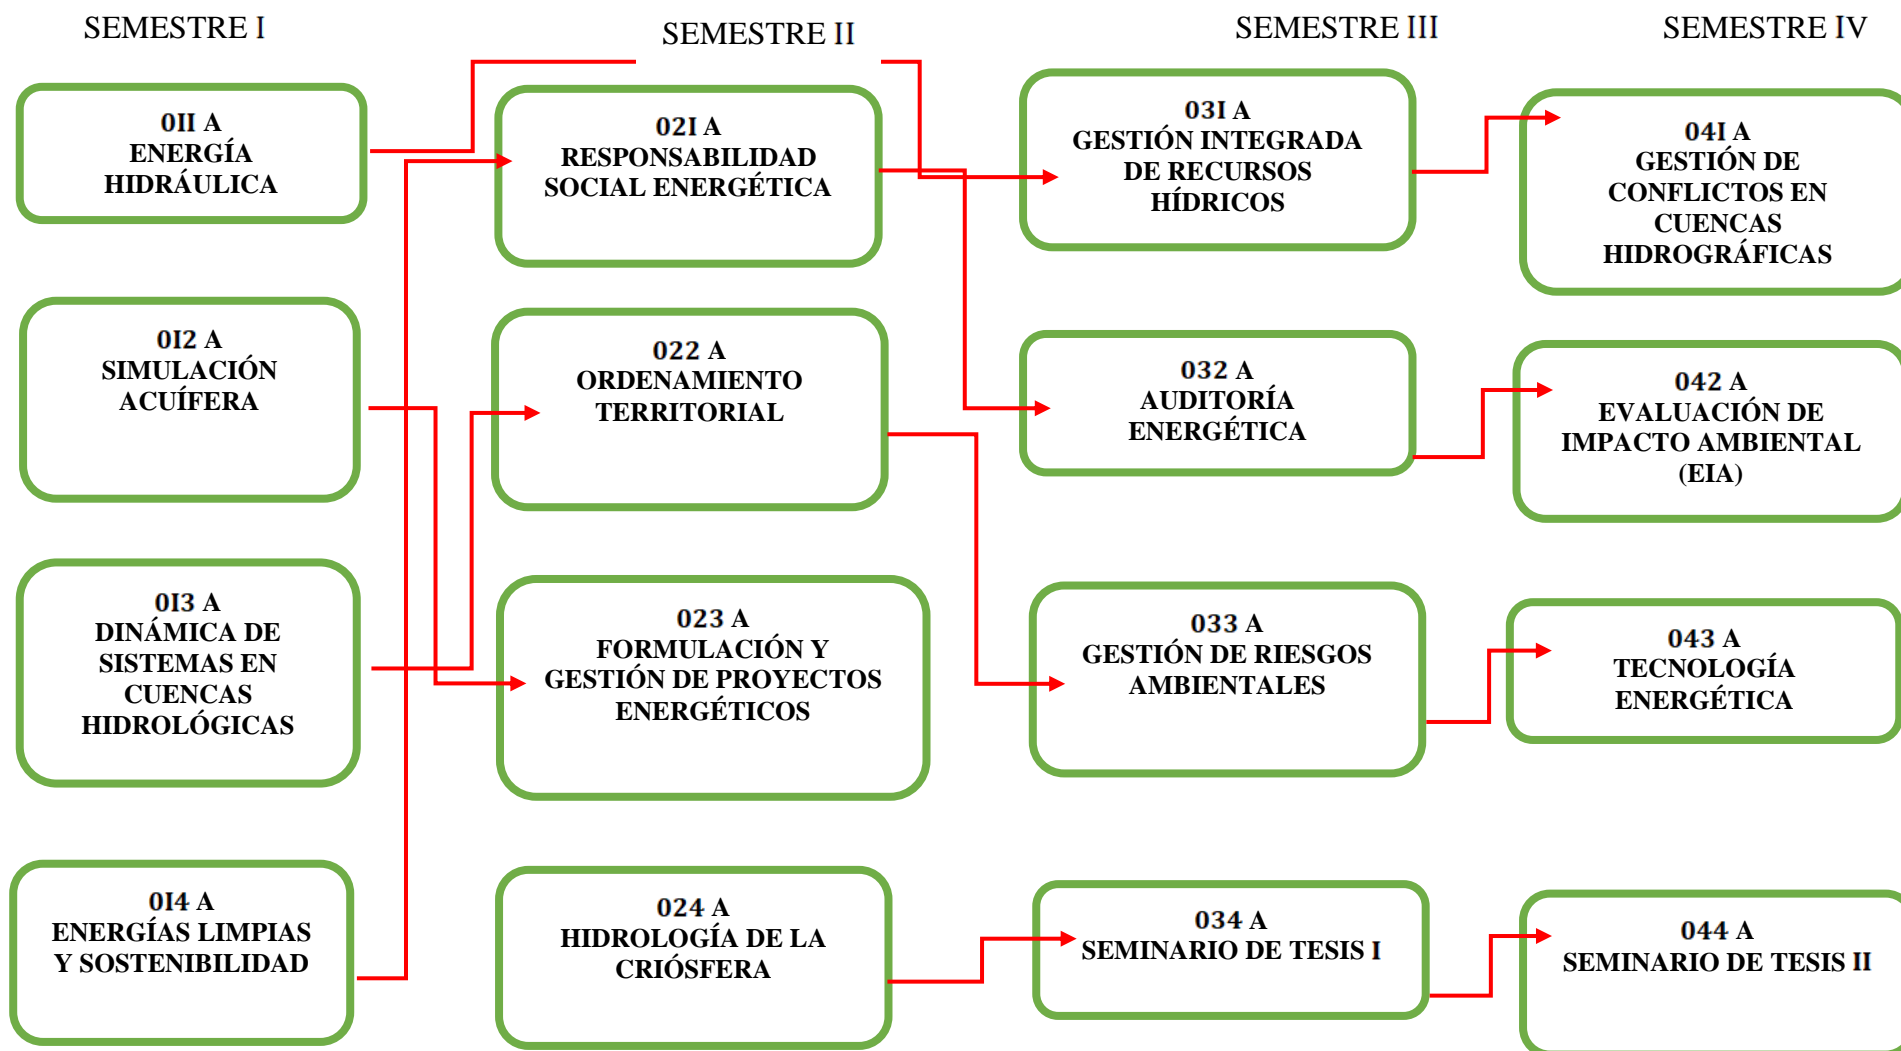 SEMESTRE I
SEMESTRE II
SEMESTRE III
SEMESTRE IV
0II A
ENERGÍA
HIDRÁULICA
0I2 A
SIMULACIÓN
ACUÍFERA
0I3 A
DINÁMICA DE
SISTEMAS EN
CUENCAS
HIDROLÓGICAS
0I4 A
ENERGÍAS LIMPIAS
Y SOSTENIBILIDAD
02I A
RESPONSABILIDAD
SOCIAL ENERGÉTICA
022 A
ORDENAMIENTO
TERRITORIAL
023 A
FORMULACIÓN Y
GESTIÓN DE PROYECTOS
ENERGÉTICOS
024 A
HIDROLOGÍA DE LA
CRIÓSFERA
03I A
GESTIÓN INTEGRADA
DE RECURSOS
HÍDRICOS
032 A
AUDITORÍA
ENERGÉTICA
033 A
GESTIÓN DE RIESGOS
AMBIENTALES
034 A
SEMINARIO DE TESIS I
04I A
GESTIÓN DE
CONFLICTOS EN
CUENCAS
HIDROGRÁFICAS
042 A
EVALUACIÓN DE
IMPACTO AMBIENTAL
(EIA)
043 A
TECNOLOGÍA
ENERGÉTICA
044 A
SEMINARIO DE TESIS II